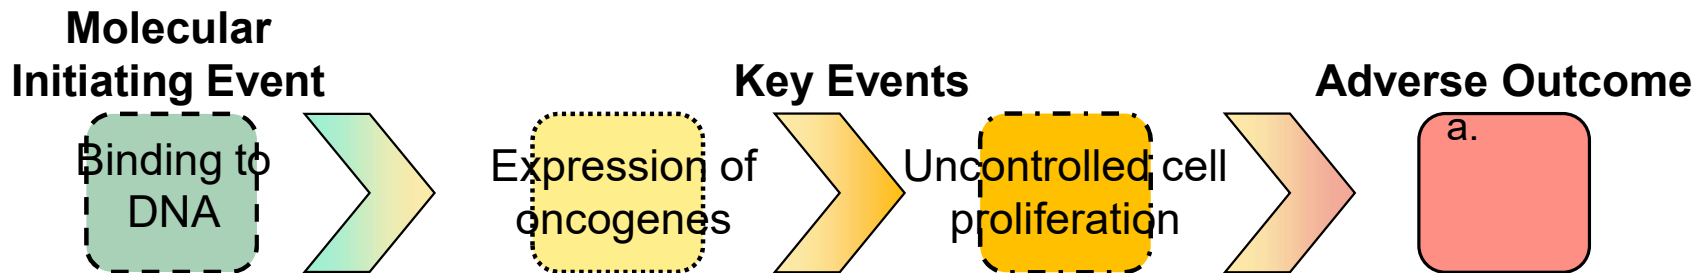 Molecular
Initiating Event
Key Events
Adverse Outcome
Binding to
DNA
Expression of
oncogenes
Uncontrolled cell
proliferation
a.